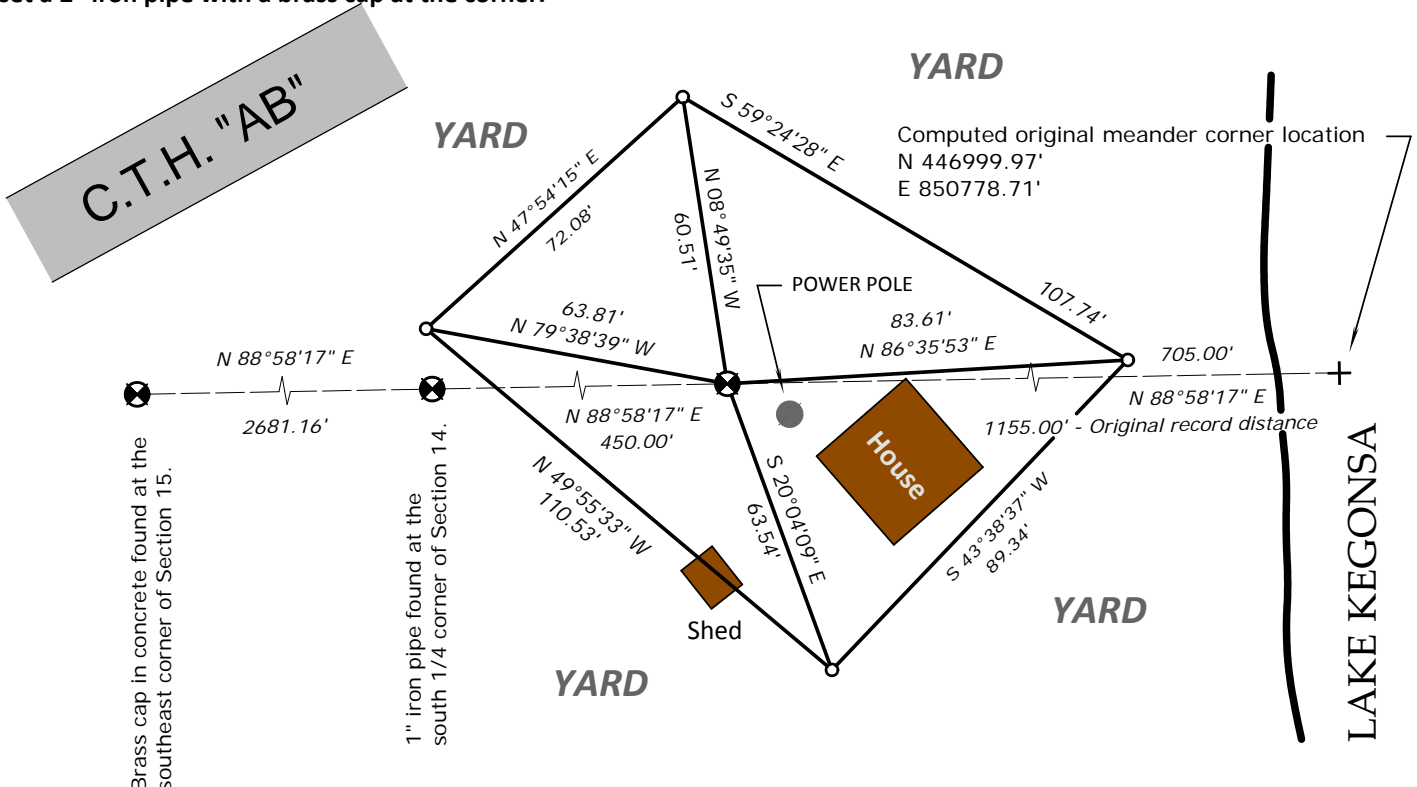 set a 2" iron pipe with a brass cap at the corner.
C.T.H. "AB"
YARD
YARD
S 59°24'28" E
107.74'
Computed original meander corner location
N 446999.97'
E 850778.71'
N 47°54'15" E
72.08'
N 08°49'35" W
60.51'
POWER POLE
63.81'
N 79°38'39" W
83.61'
N 86°35'53" E
N 88°58'17" E
2681.16'
N 88°58'17" E
450.00'
705.00'
N 88°58'17" E
1155.00' - Original record distance
House
S 20°04'09" E
63.54'
N 49°55'33" W
110.53'
S 43°38'37" W
89.34'
Shed
YARD
YARD
Brass cap in concrete found at the
southeast corner of Section 15.
1" iron pipe found at the
south 1/4 corner of Section 14.
LAKE KEGONSA